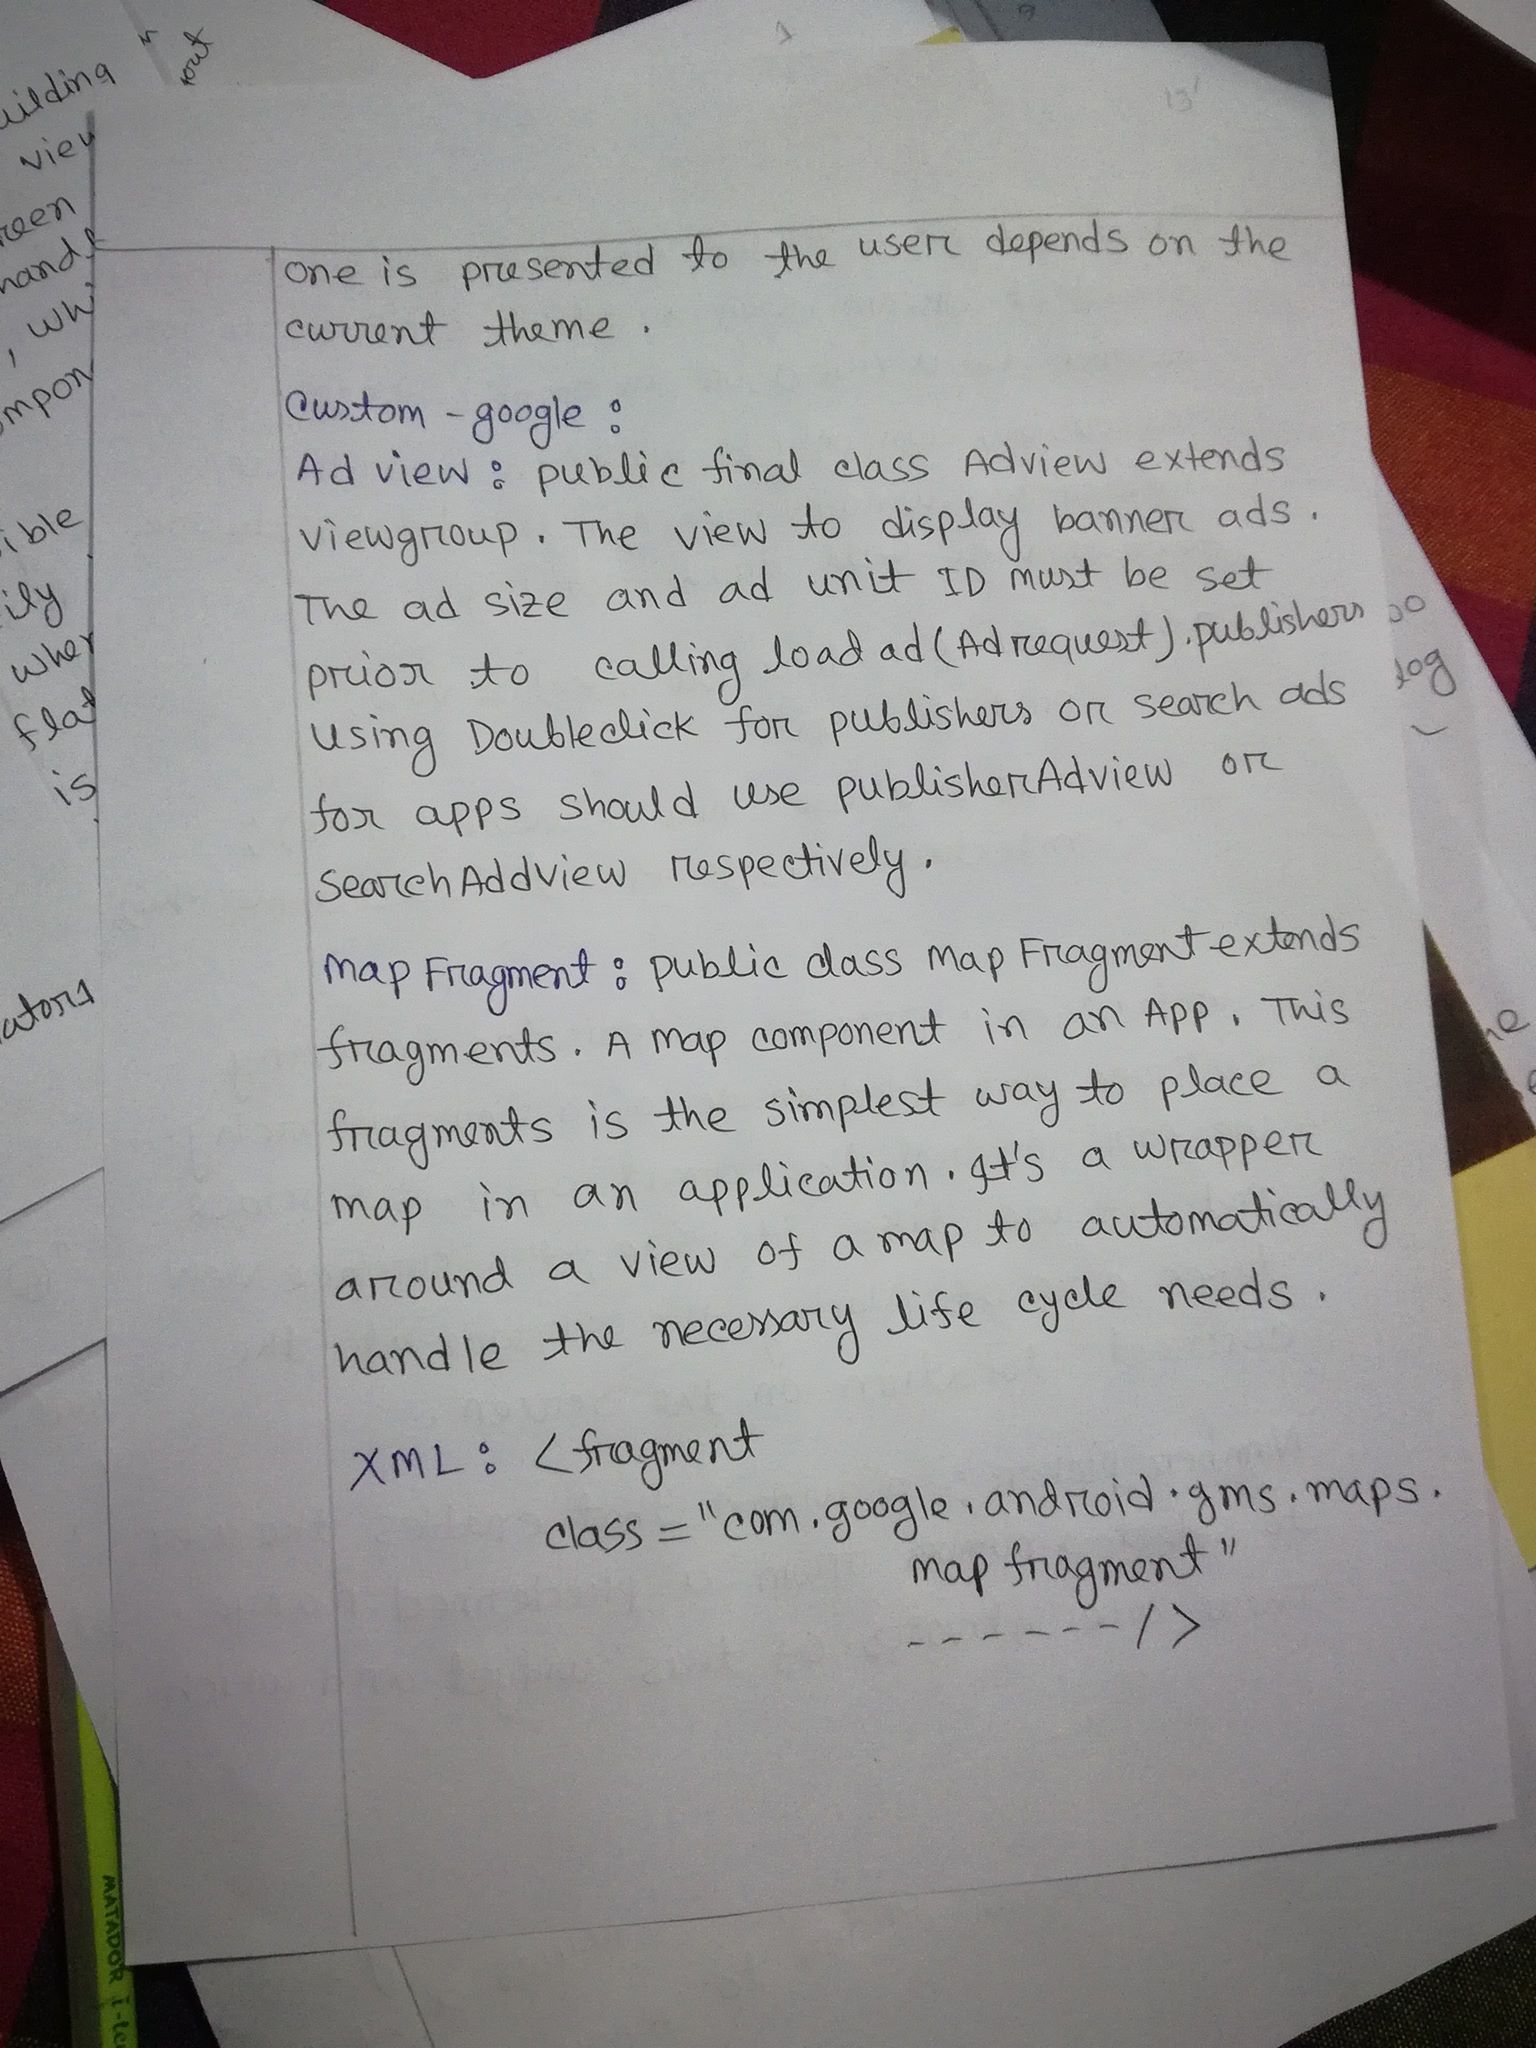 one is presented to the user depends on the
current theme.
Custom-google:
Ad view: public final class Adview extends
viewgroup. The view to display banner ads.
The ad size and ad unit ID must be set
prior to calling load ad (Ad request). publishers
using Doubleclick for publishers or search ads
for apps should use publisherAdview or
SearchAddView respectively.
Map Fragment: public class Map Fragment extends
fragments. A map component in an App. This
fragments is the simplest way to place a
map in an application. It's a wrapper
around a view of a map to automatically
handle the necessary life cycle needs.
XML: <fragment
class="com.google.android.gms.maps.
map fragment"
------/>
uilding
view
reen
hand
, whi
mpon
ible
ily
wher
flat
is
out
log
MATADOR i-te
13